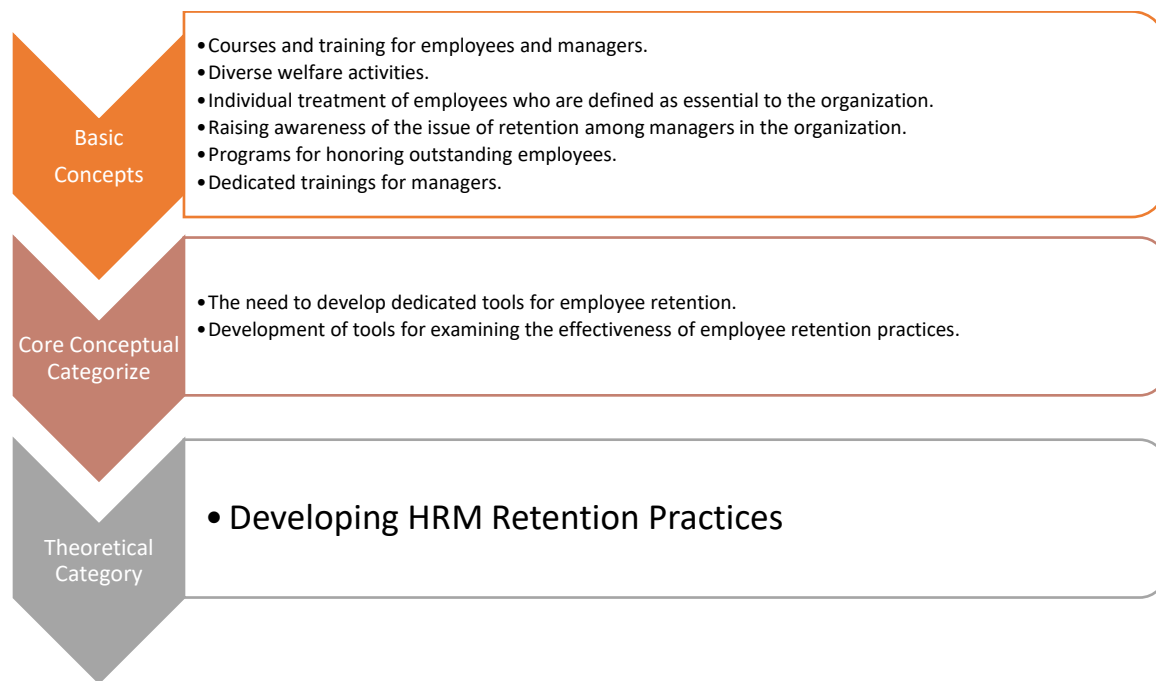 Basic
Concepts
•Courses and training for employees and managers.
•Diverse welfare activities.
•Individual treatment of employees who are defined as essential to the organization.
•Raising awareness of the issue of retention among managers in the organization.
•Programs for honoring outstanding employees.
•Dedicated trainings for managers.
Core Conceptual
Categorize
•The need to develop dedicated tools for employee retention.
•Development of tools for examining the effectiveness of employee retention practices.
Theoretical
Category
• Developing HRM Retention Practices